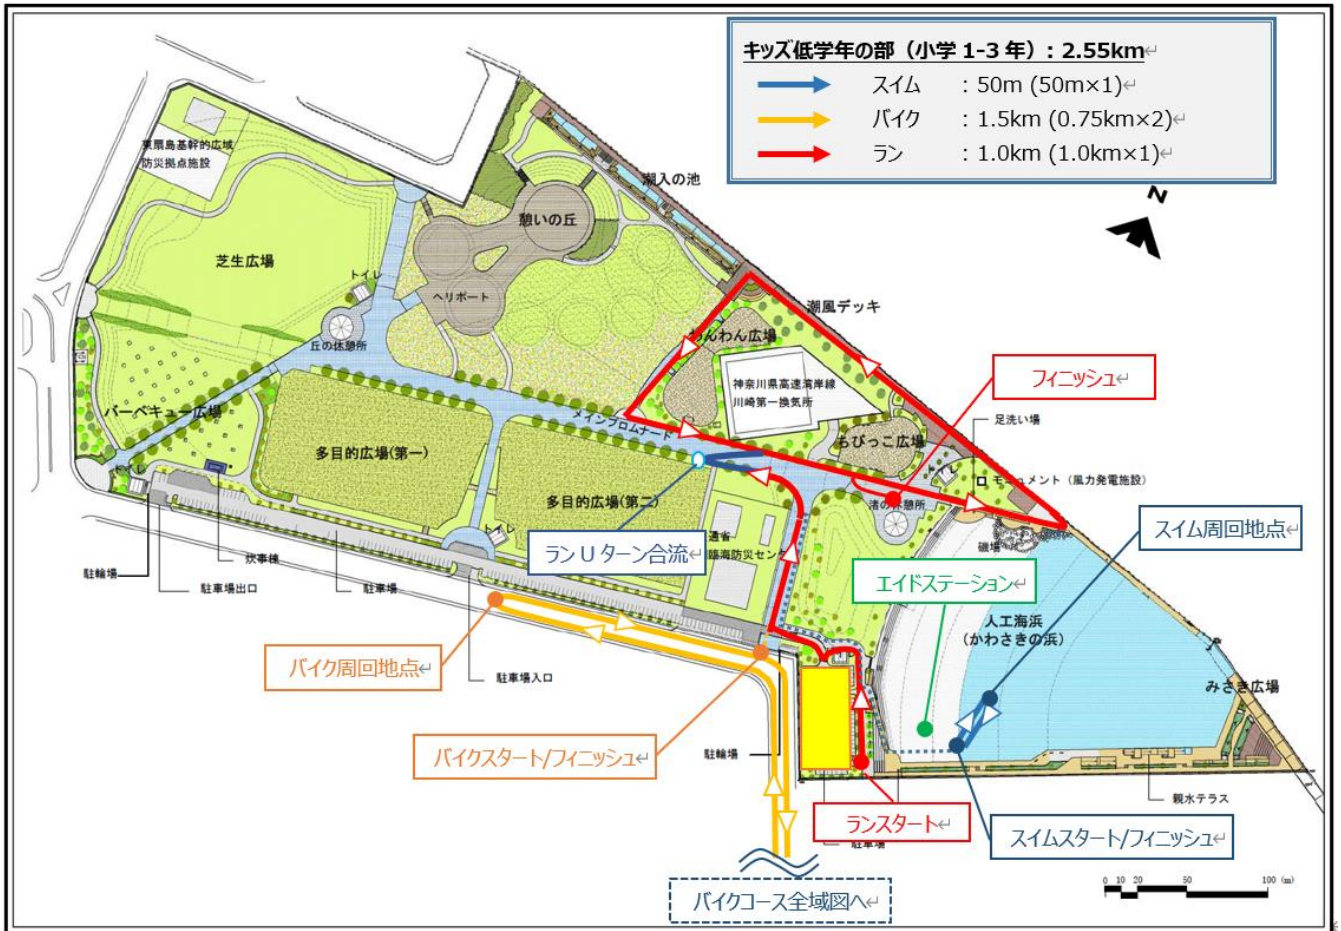 キッズ低学年の部（小学 1-3 年）: 2.55km↵
スイム : 50m (50m×1)↵
バイク : 1.5km (0.75km×2)↵
ラン : 1.0km (1.0km×1)↵
N
東扇島基幹的広域
防災拠点施設
潮入の池
憩いの丘
芝生広場
トイレ
ヘリポート
潮風デッキ
丘の休憩所
わんわん広場
神奈川県高速湾岸線
川崎第一換気所
フィニッシュ↵
バーベキュー広場
メインプロムナード
足洗い場
多目的広場(第一)
ちびっこ広場
トイレ
トイレ
モニュメント（風力発電施設）
多目的広場(第二)
渚の休憩所
トイレ
スイム周回地点↵
ラン U ターン合流↵
臨海防災センタ
磯場
炊事棟
駐輪場
駐車場出口
駐車場
エイドステーション↵
人工海浜
(かわさきの浜)
バイク周回地点↵
駐車場入口
みさき広場
バイクスタート/フィニッシュ↵
駐輪場
親水テラス
ランスタート↵
スイムスタート/フィニッシュ↵
駐車場
バイクコース全域図へ↵
0 10 20 50 100 (m)